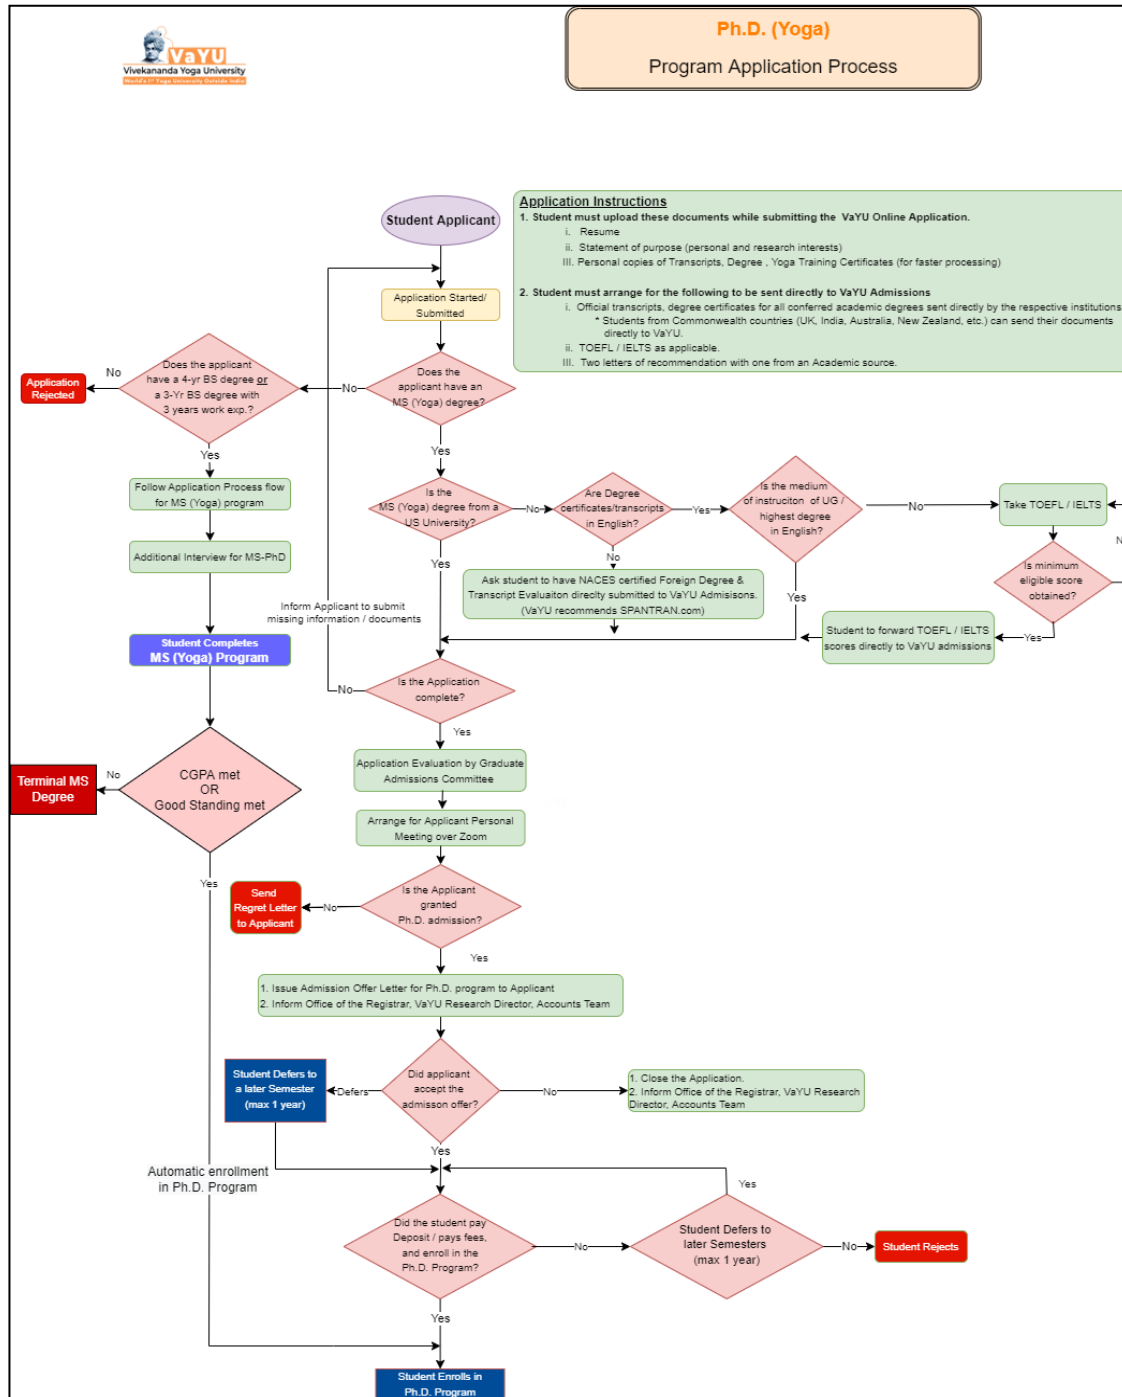 VaYU
Vivekananda Yoga University
World's 1st Yoga University Outside India
Ph.D. (Yoga)
Program Application Process
Student Applicant
Application Instructions
1. Student must upload these documents while submitting the VaYU Online Application.
i. Resume
ii. Statement of purpose (personal and research interests)
III. Personal copies of Transcripts, Degree , Yoga Training Certificates (for faster processing)
2. Student must arrange for the following to be sent directly to VaYU Admissions
i. Official transcripts, degree certificates for all conferred academic degrees sent directly by the respective institutions
* Students from Commonwealth countries (UK, India, Australia, New Zealand, etc.) can send their documents
directly to VaYU.
ii. TOEFL / IELTS as applicable.
III. Two letters of recommendation with one from an Academic source.
Application Started/
Submitted
Does the
applicant have an
MS (Yoga) degree?
No
Does the applicant
have a 4-yr BS degree or
a 3-Yr BS degree with
3 years work exp.?
No
Application
Rejected
Yes
Follow Application Process flow
for MS (Yoga) program
Additional Interview for MS-PhD
Student Completes
MS (Yoga) Program
CGPA met
OR
Good Standing met
No
Terminal MS
Degree
Yes
Automatic enrollment
in Ph.D. Program
Yes
Is the
MS (Yoga) degree from a
US University?
No
Are Degree
certificates/transcripts
in English?
Yes
Is the medium
of instruciton of UG /
highest degree
in English?
No
Take TOEFL / IELTS
Is minimum
eligible score
obtained?
Yes
Student to forward TOEFL / IELTS
scores directly to VaYU admissions
Yes
No
Ask student to have NACES certified Foreign Degree &
Transcript Evaluaiton direclty submitted to VaYU Admisisons.
(VaYU recommends SPANTRAN.com)
Yes
Inform Applicant to submit
missing information / documents
Is the Application
complete?
No
Yes
Application Evaluation by Graduate
Admissions Committee
Arrange for Applicant Personal
Meeting over Zoom
Is the Applicant
granted
Ph.D. admission?
No
Send
Regret Letter
to Applicant
Yes
1. Issue Admission Offer Letter for Ph.D. program to Applicant
2. Inform Office of the Registrar, VaYU Research Director, Accounts Team
Did applicant
accept the
admisson offer?
Defers
Student Defers to
a later Semester
(max 1 year)
No
1. Close the Application.
2. Inform Office of the Registrar, VaYU Research
Director, Accounts Team
Yes
Did the student pay
Deposit / pays fees,
and enroll in the
Ph.D. Program?
No
Student Defers to
later Semesters
(max 1 year)
Yes
No
Student Rejects
Yes
Student Enrolls in
Ph.D. Program